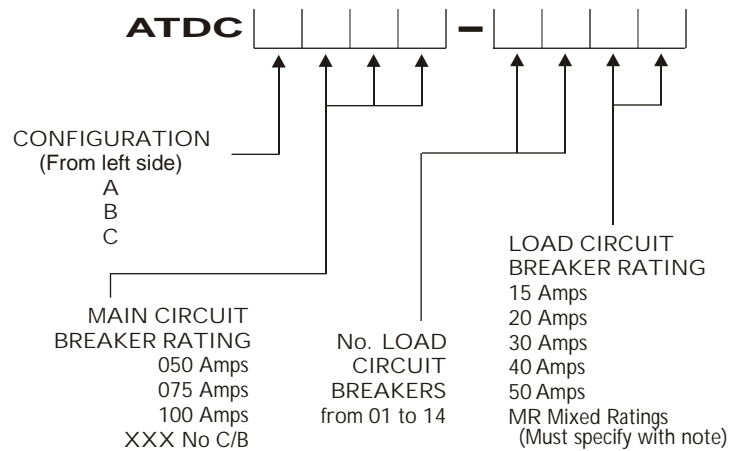 ATDC –
CONFIGURATION
(From left side)
A
B
C
MAIN CIRCUIT
BREAKER RATING
050 Amps
075 Amps
100 Amps
XXX No C/B
No. LOAD
CIRCUIT
BREAKERS
from 01 to 14
LOAD CIRCUIT
BREAKER RATING
15 Amps
20 Amps
30 Amps
40 Amps
50 Amps
MR Mixed Ratings
(Must specify with note)